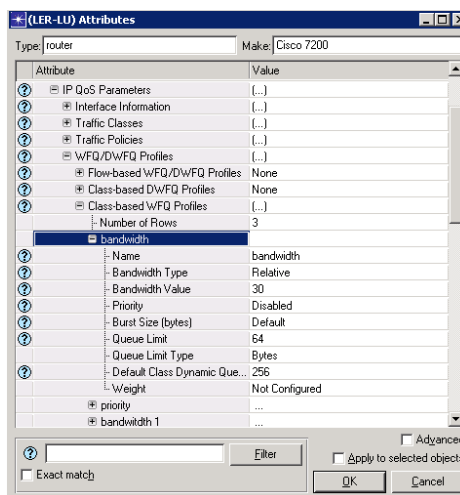 (LER-LU) Attributes
Type: router Make: Cisco 7200
Attribute Value
IP QoS Parameters (...)
Interface Information (...)
Traffic Classes (...)
Traffic Policies (...)
WFQ/DWFQ Profiles (...)
Flow-based WFQ/DWFQ Profiles None
Class-based DWFQ Profiles None
Class-based WFQ Profiles (...)
Number of Rows 3
bandwidth
Name bandwidth
Bandwidth Type Relative
Bandwidth Value 30
Priority Disabled
Burst Size (bytes) Default
Queue Limit 64
Queue Limit Type Bytes
Default Class Dynamic Que... 256
Weight Not Configured
priority ...
bandwitdth 1 ...
Advanced
Filter Apply to selected objects
Exact match OK Cancel